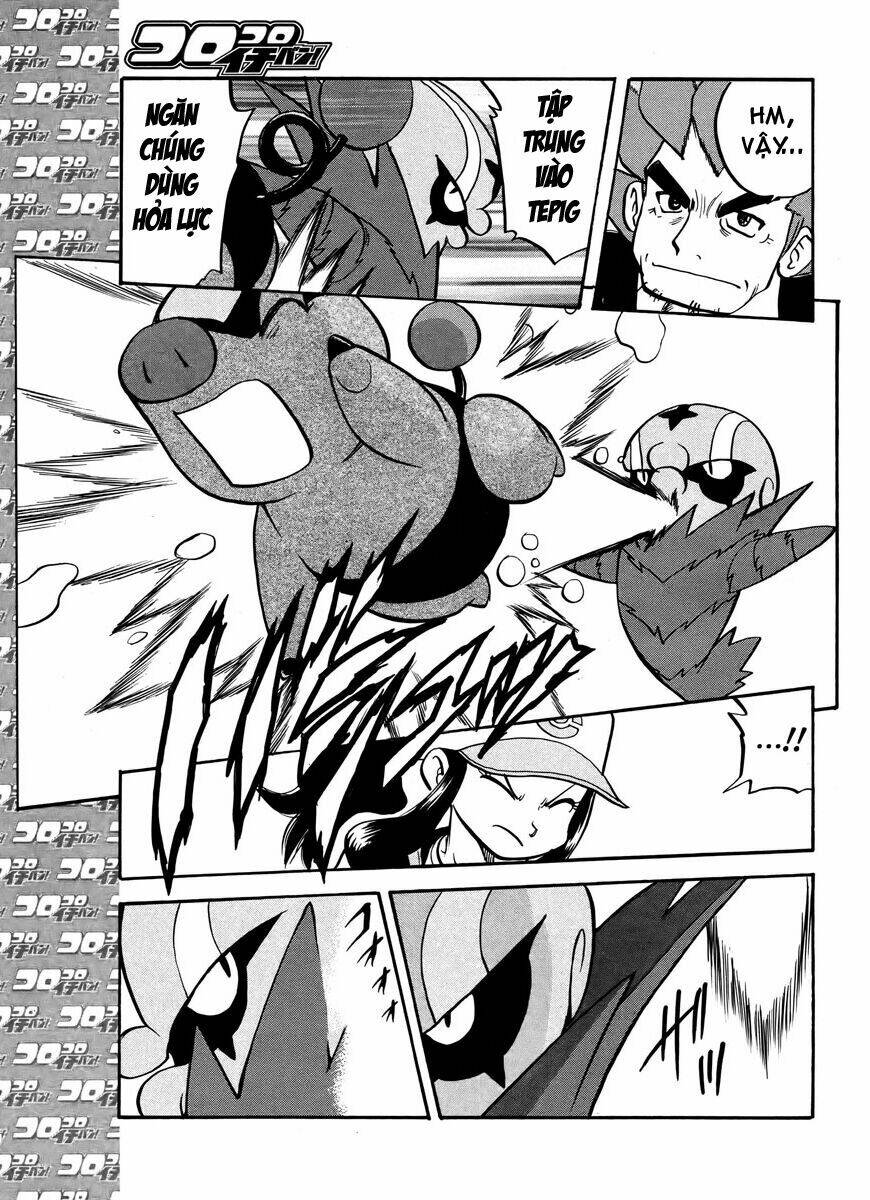 コロコロ
イチバン!
HM,
VẬY...
TẬP
TRUNG
VÀO
TEPIG
NGĂN
CHÚNG
DÙNG
HỎA LỰC
...!!